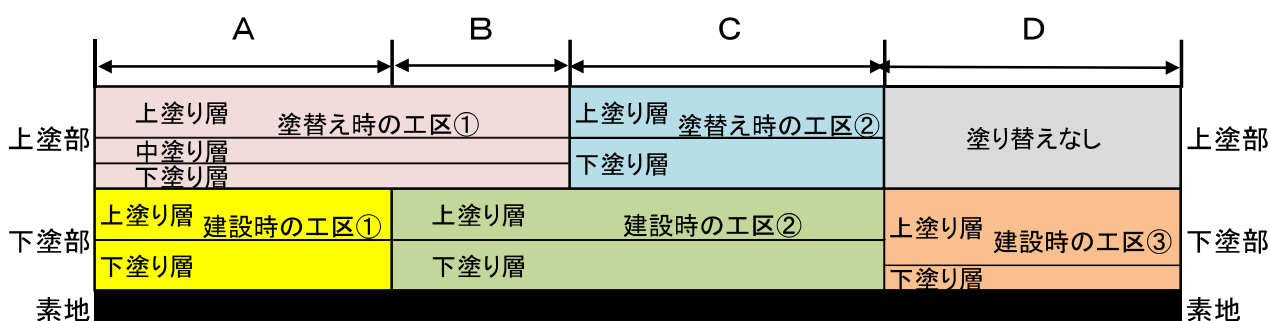 A B C D
上塗り層 塗替え時の工区① 上塗り層 塗替え時の工区②
上塗部 中塗り層 下塗り層 塗り替えなし 上塗部
下塗り層
上塗り層 建設時の工区① 上塗り層 建設時の工区② 上塗り層 建設時の工区③
下塗部 下塗部
下塗り層 下塗り層 下塗り層
素地 素地